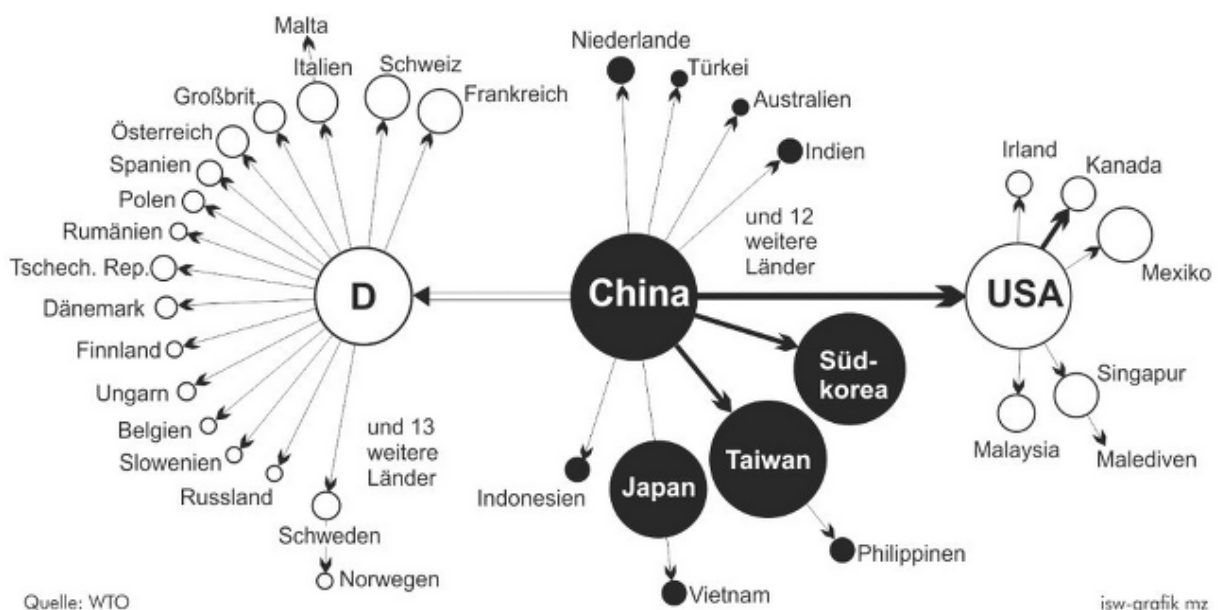 Malta
Italien
Schweiz
Frankreich
Großbrit.
Österreich
Spanien
Polen
Rumänien
Tschech. Rep.
Dänemark
Finnland
Ungarn
Belgien
Slowenien
Russland
Schweden
Norwegen
D
und 13
weitere
Länder
Niederlande
Türkei
Australien
Indien
und 12
weitere
Länder
China
Süd-
korea
Taiwan
Japan
Indonesien
Philippinen
Vietnam
Irland
Kanada
Mexiko
USA
Singapur
Malaysia
Malediven
Quelle: WTO
isw-grafik mz